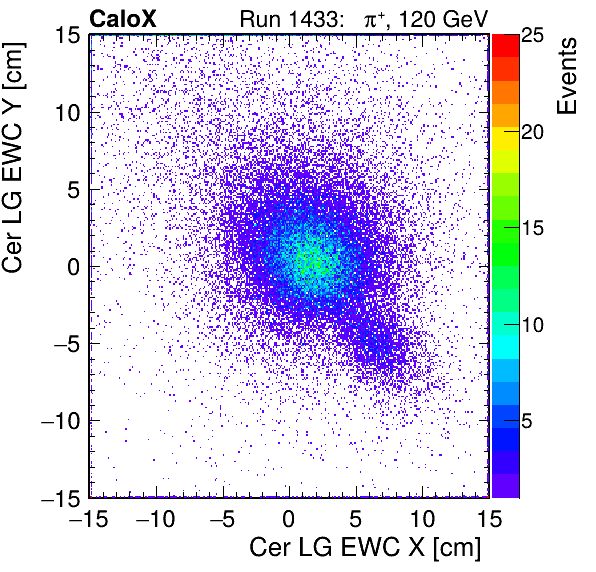 CaloX Run 1433: π⁺, 120 GeV
Cer LG EWC Y [cm]
15
10
5
0
−5
−10
−15
−15 −10 −5 0 5 10 15
Cer LG EWC X [cm]
25
20
15
10
5
Events